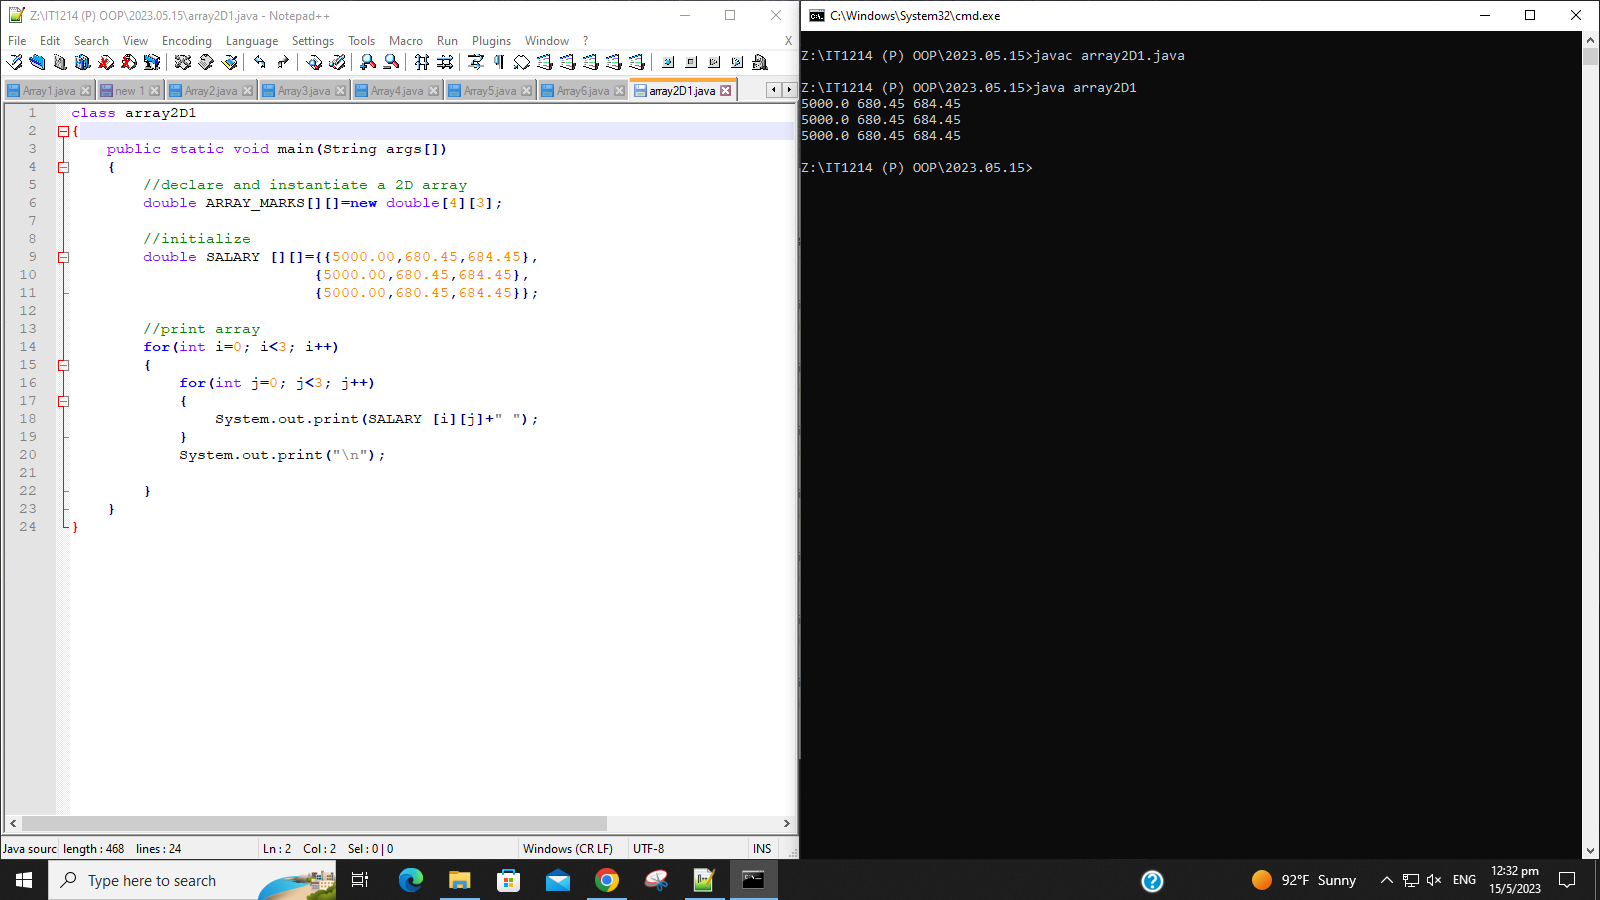 Z:\IT1214 (P) OOP\2023.05.15\array2D1.java - Notepad++
File Edit Search View Encoding Language Settings Tools Macro Run Plugins Window ? X
Array1.java new 1 Array2.java Array3.java Array4.java Array5.java Array6.java array2D1.java
1 class array2D1
2 {
3 public static void main(String args[])
4 {
5 //declare and instantiate a 2D array
6 double ARRAY_MARKS[][]=new double[4][3];
7
8 //initialize
9 double SALARY [][]={{5000.00,680.45,684.45},
10 {5000.00,680.45,684.45},
11 {5000.00,680.45,684.45}};
12
13 //print array
14 for(int i=0; i<3; i++)
15 {
16 for(int j=0; j<3; j++)
17 {
18 System.out.print(SALARY [i][j]+" ");
19 }
20 System.out.print("\n");
21
22 }
23 }
24 }
Java sourc length : 468 lines : 24 Ln : 2 Col : 2 Sel : 0 | 0 Windows (CR LF) UTF-8 INS
C:\Windows\System32\cmd.exe
Z:\IT1214 (P) OOP\2023.05.15>javac array2D1.java
Z:\IT1214 (P) OOP\2023.05.15>java array2D1
5000.0 680.45 684.45
5000.0 680.45 684.45
5000.0 680.45 684.45
Z:\IT1214 (P) OOP\2023.05.15>
Type here to search
92°F Sunny
ENG
12:32 pm
15/5/2023